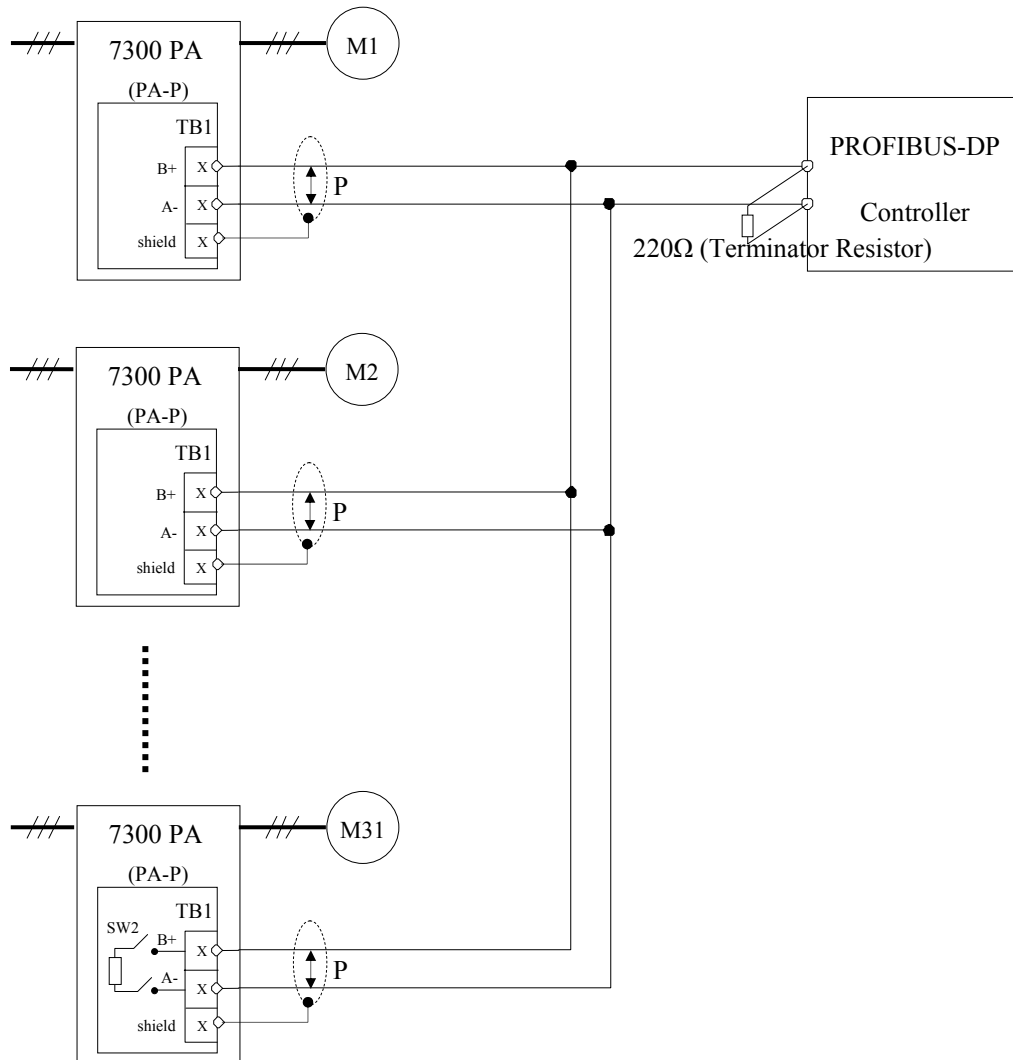 7300 PA
M1
(PA-P)
TB1
B+ X
A- X
P
shield X
PROFIBUS-DP
Controller
220Ω (Terminator Resistor)
7300 PA
M2
(PA-P)
TB1
B+ X
A- X
P
shield X
7300 PA
M31
(PA-P)
TB1
SW2
B+ X
A- X
P
shield X